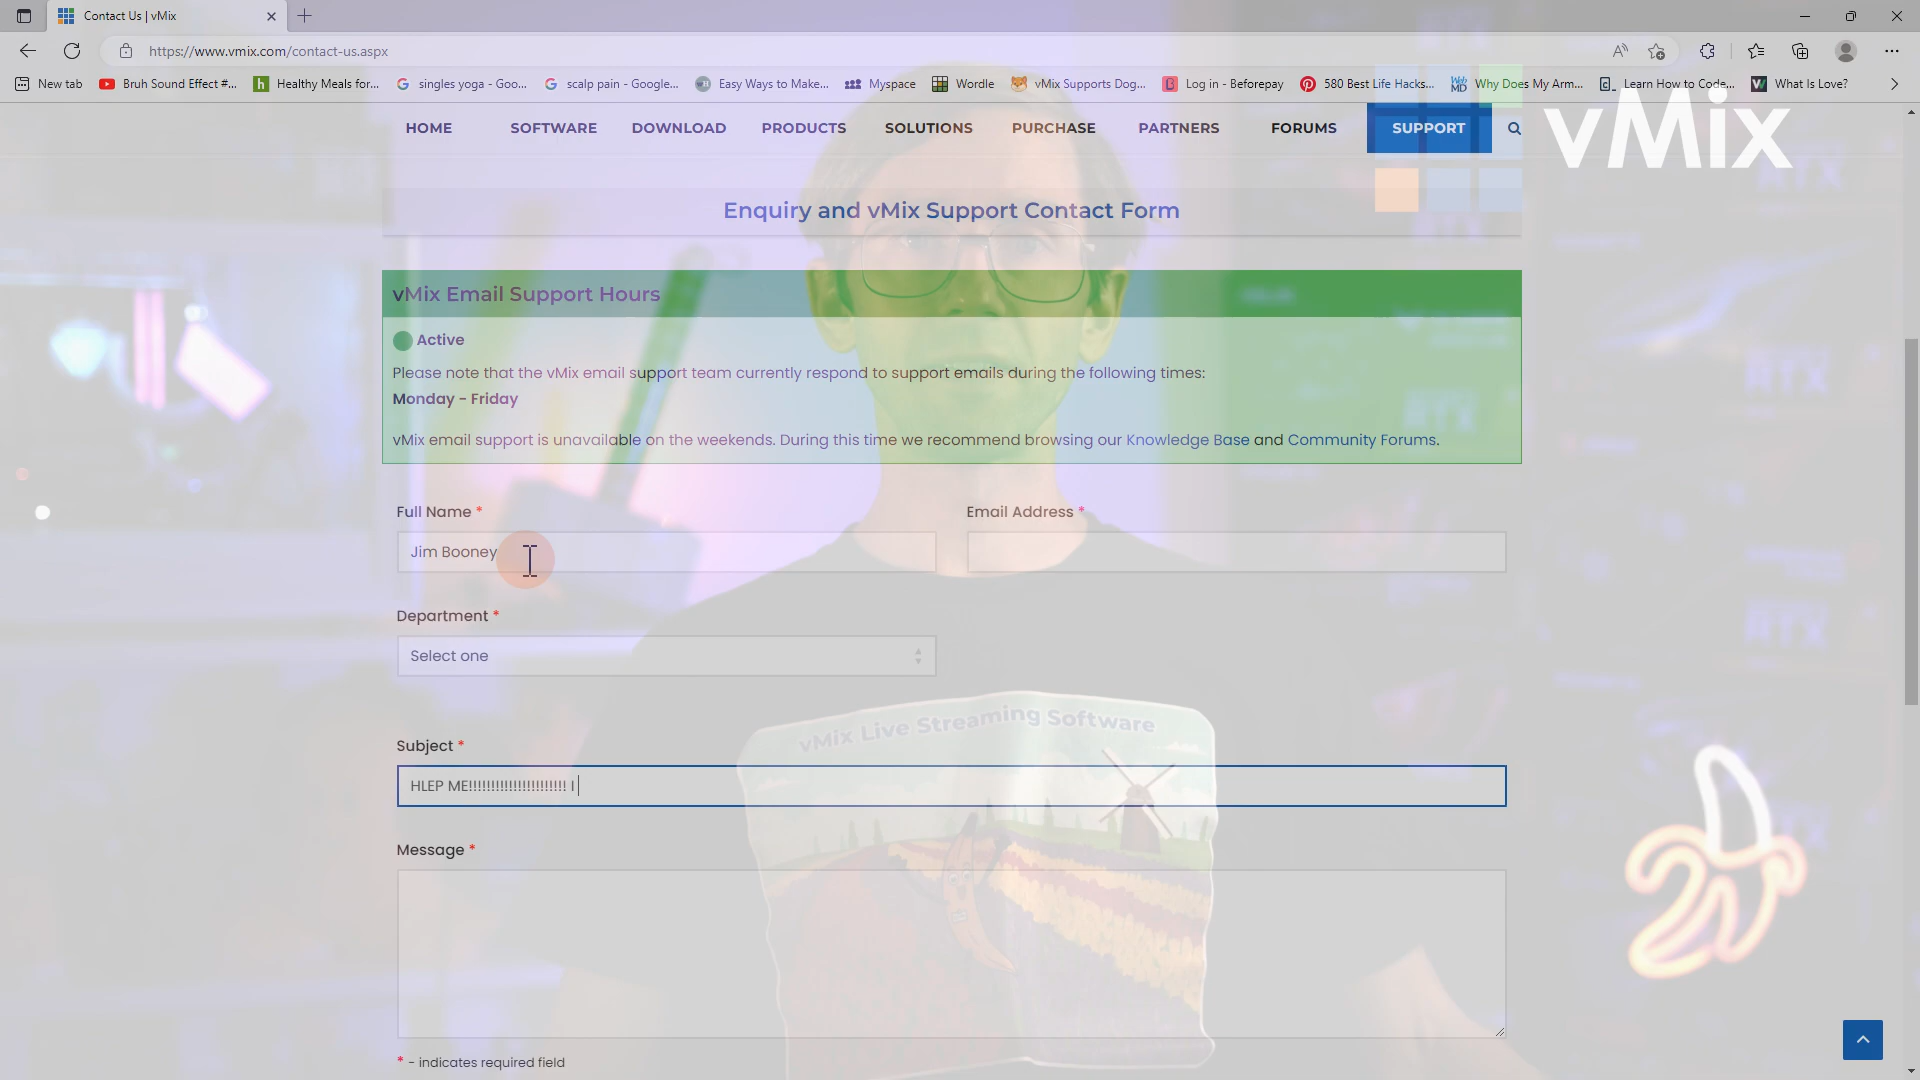 Contact Us | vMix
https://www.vmix.com/contact-us.aspx
New tab
Bruh Sound Effect #...
Healthy Meals for...
singles yoga - Goo...
scalp pain - Google...
Easy Ways to Make...
Myspace
Wordle
vMix Supports Dog...
Log in - Beforepay
580 Best Life Hacks...
Why Does My Arm...
Learn How to Code...
What Is Love?
HOME SOFTWARE DOWNLOAD PRODUCTS SOLUTIONS PURCHASE PARTNERS FORUMS SUPPORT
vMix
Enquiry and vMix Support Contact Form
vMix Email Support Hours
Active
Please note that the vMix email support team currently respond to support emails during the following times:
Monday - Friday
vMix email support is unavailable on the weekends. During this time we recommend browsing our Knowledge Base and Community Forums.
Full Name *
Email Address *
Jim Booney
Department *
Select one
vMix Live Streaming Software
Subject *
HLEP ME!!!!!!!!!!!!!!!!!!!!!! I
Message *
* - indicates required field